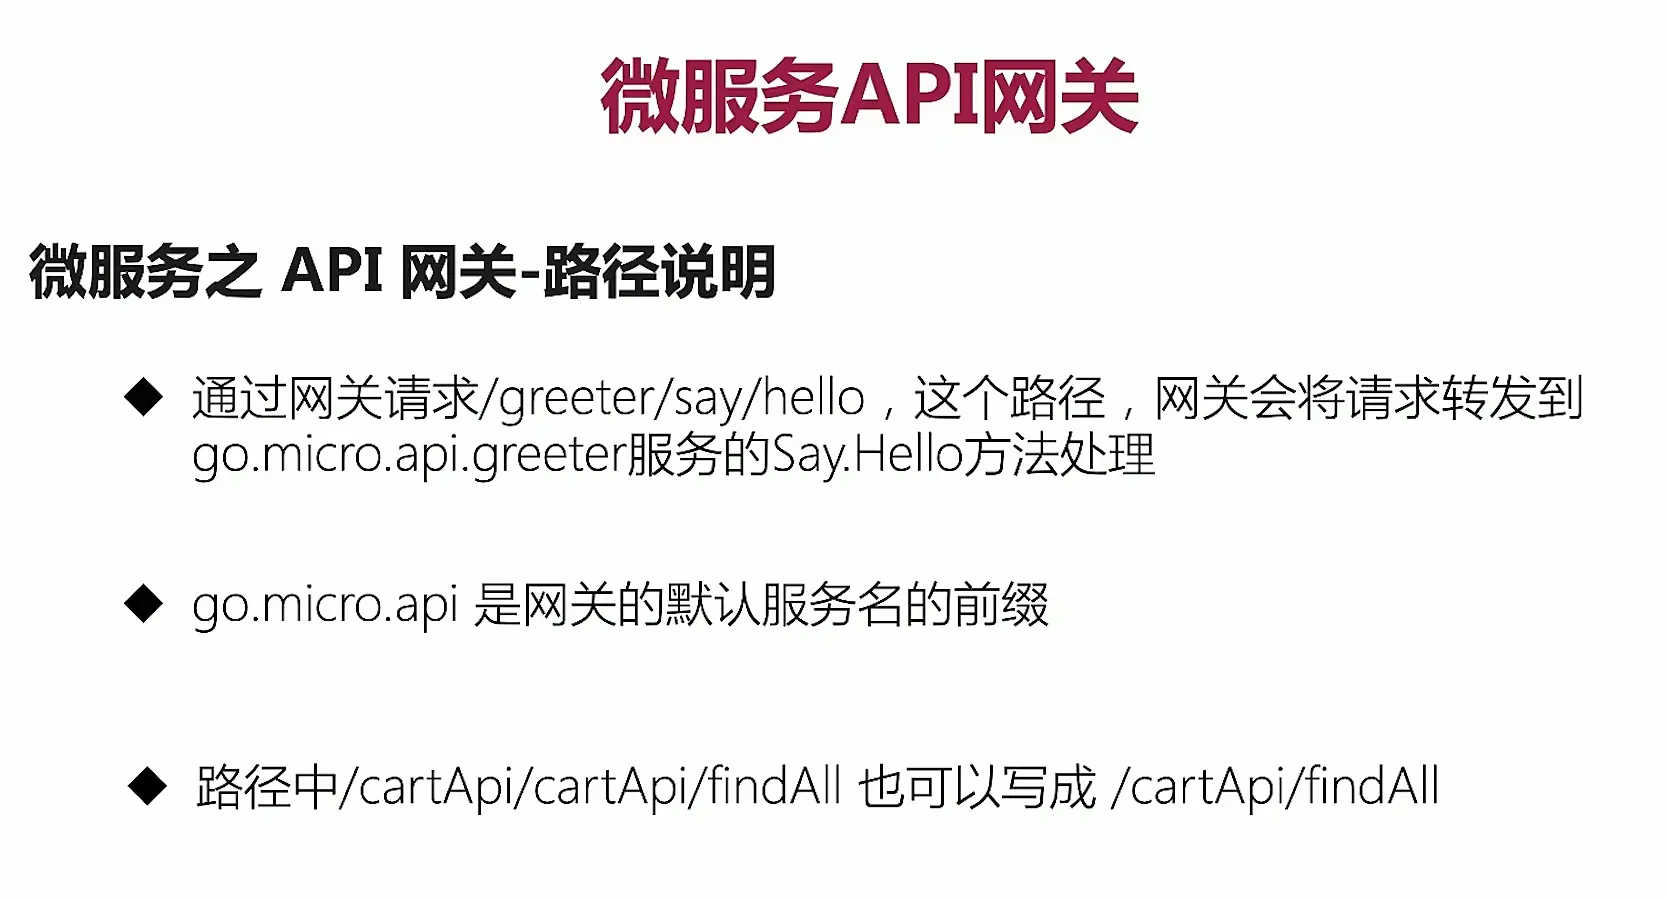 微服务API网关
微服务之 API 网关-路径说明
◆ 通过网关请求/greeter/say/hello，这个路径，网关会将请求转发到
go.micro.api.greeter服务的Say.Hello方法处理
◆ go.micro.api 是网关的默认服务名的前缀
◆ 路径中/cartApi/cartApi/findAll 也可以写成 /cartApi/findAll